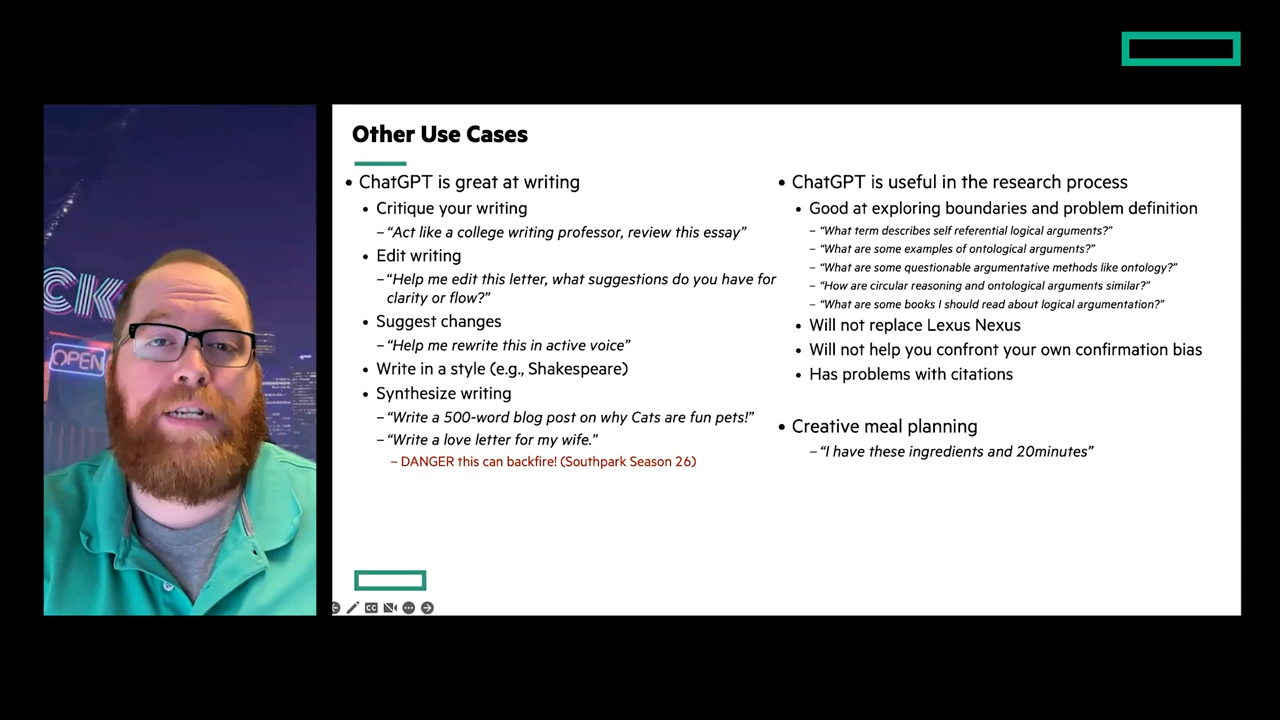 CK
OPEN
Other Use Cases
• ChatGPT is great at writing
• Critique your writing
– “Act like a college writing professor, review this essay”
• Edit writing
– “Help me edit this letter, what suggestions do you have for
clarity or flow?”
• Suggest changes
– “Help me rewrite this in active voice”
• Write in a style (e.g., Shakespeare)
• Synthesize writing
– “Write a 500-word blog post on why Cats are fun pets!”
– “Write a love letter for my wife.”
– DANGER this can backfire! (Southpark Season 26)
• ChatGPT is useful in the research process
• Good at exploring boundaries and problem definition
– “What term describes self referential logical arguments?”
– “What are some examples of ontological arguments?”
– “What are some questionable argumentative methods like ontology?”
– “How are circular reasoning and ontological arguments similar?”
– “What are some books I should read about logical argumentation?”
• Will not replace Lexus Nexus
• Will not help you confront your own confirmation bias
• Has problems with citations
• Creative meal planning
– “I have these ingredients and 20minutes”
CC